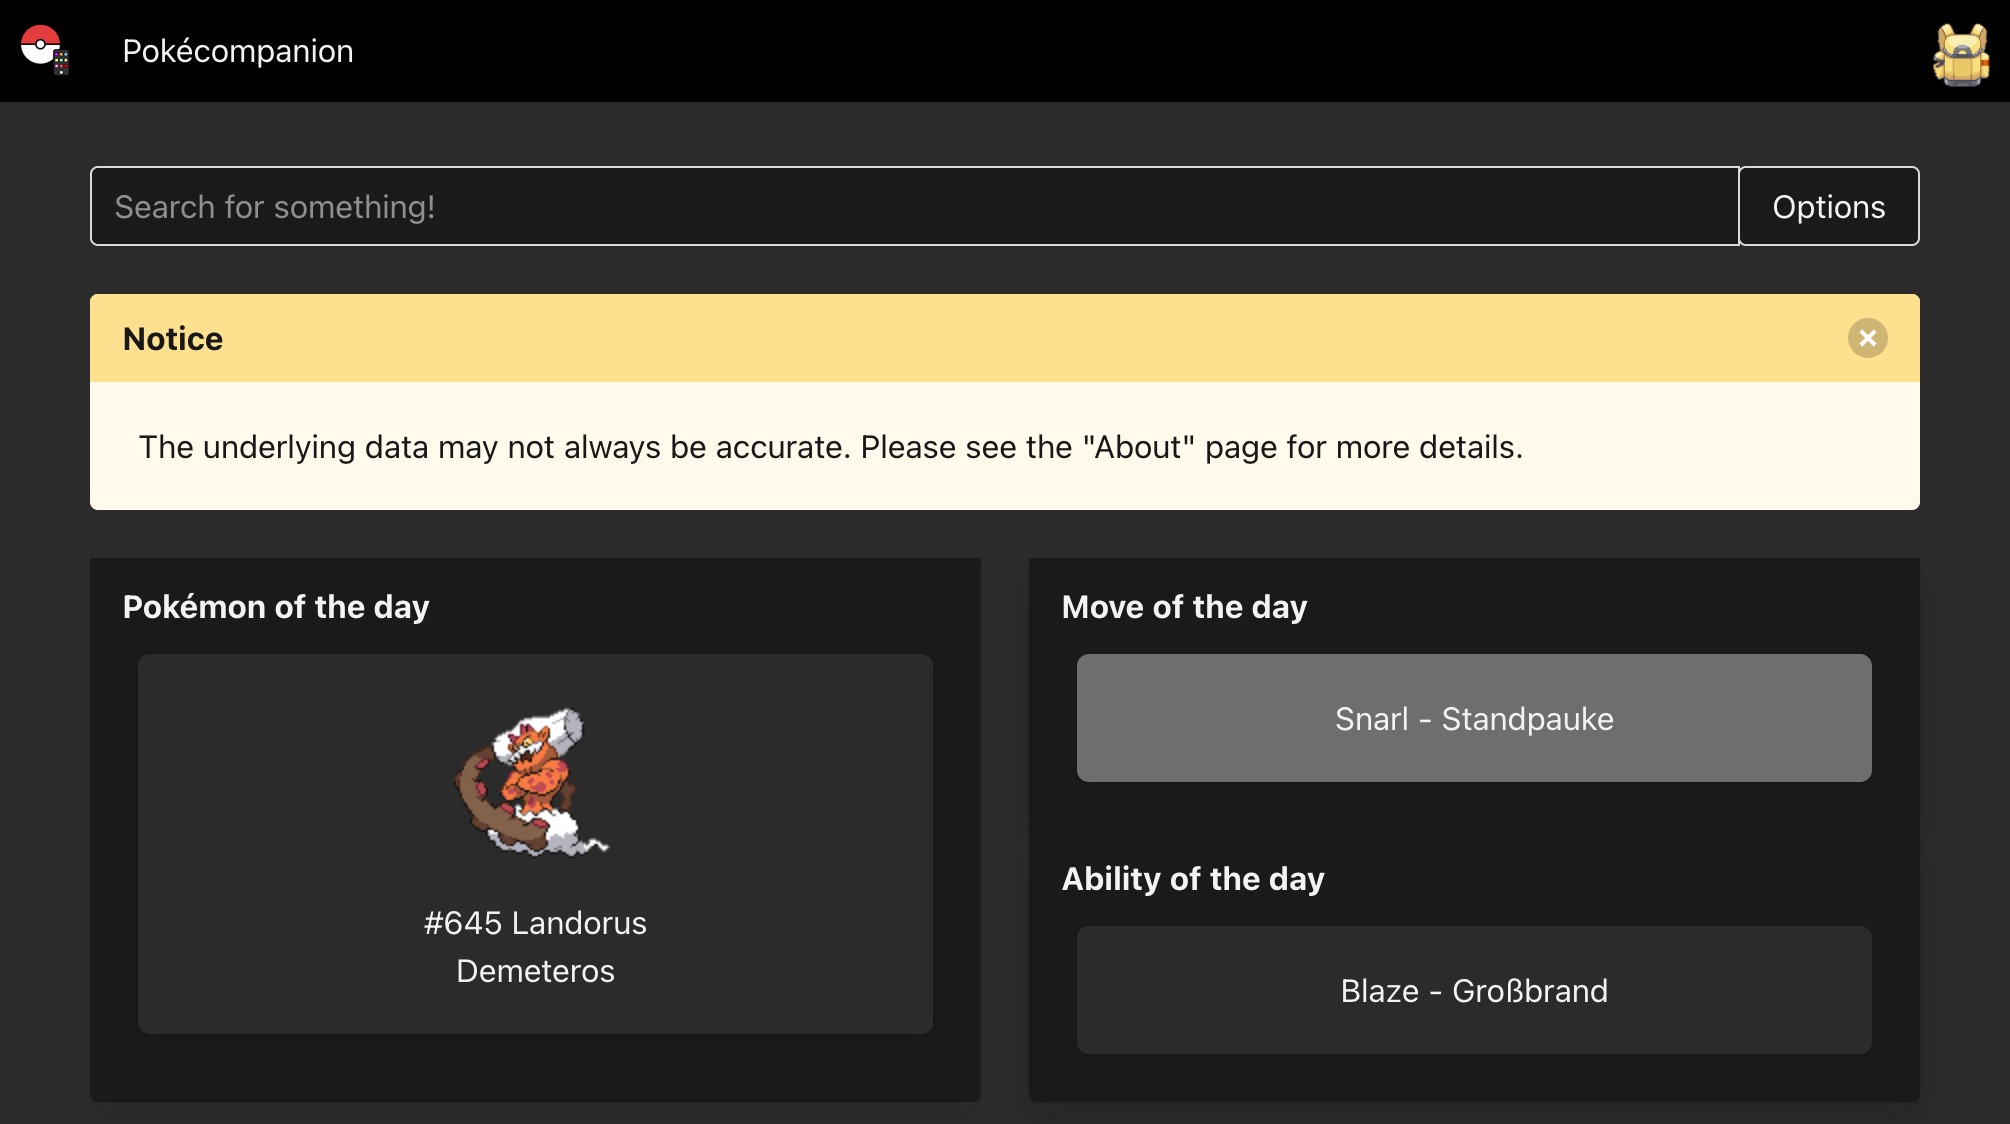 Pokécompanion
Search for something!
Options
Notice
The underlying data may not always be accurate. Please see the "About" page for more details.
Pokémon of the day
#645 Landorus
Demeteros
Move of the day
Snarl - Standpauke
Ability of the day
Blaze - Großbrand